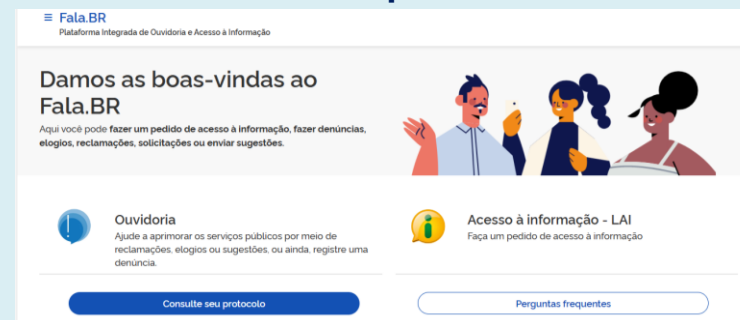 ≡ Fala.BR
Plataforma Integrada de Ouvidoria e Acesso à Informação
Damos as boas-vindas ao
Fala.BR
Aqui você pode fazer um pedido de acesso à informação, fazer denúncias,
elogios, reclamações, solicitações ou enviar sugestões.
Ouvidoria
Ajude a aprimorar os serviços públicos por meio de
reclamações, elogios ou sugestões, ou ainda, registre uma
denúncia.
Consulte seu protocolo
Acesso à informação - LAI
Faça um pedido de acesso à informação
Perguntas frequentes